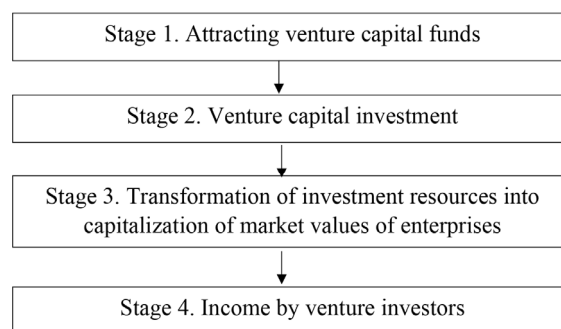 Stage 1. Attracting venture capital funds
Stage 2. Venture capital investment
Stage 3. Transformation of investment resources into
capitalization of market values of enterprises
Stage 4. Income by venture investors